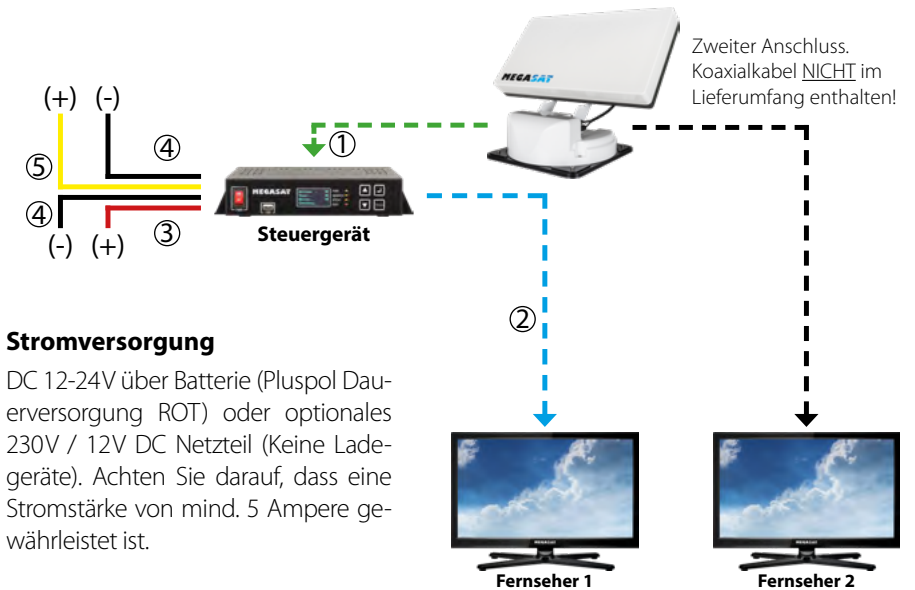 MEGASAT
Zweiter Anschluss.
Koaxialkabel NICHT im
Lieferumfang enthalten!
(+) (-)
①
④
⑤
④
③
(-) (+)
MEGASAT
Steuergerät
②
Stromversorgung
DC 12-24V über Batterie (Pluspol Dau-
erversorgung ROT) oder optionales
230V / 12V DC Netzteil (Keine Lade-
geräte). Achten Sie darauf, dass eine
Stromstärke von mind. 5 Ampere ge-
währleistet ist.
MEGASAT
Fernseher 1
MEGASAT
Fernseher 2